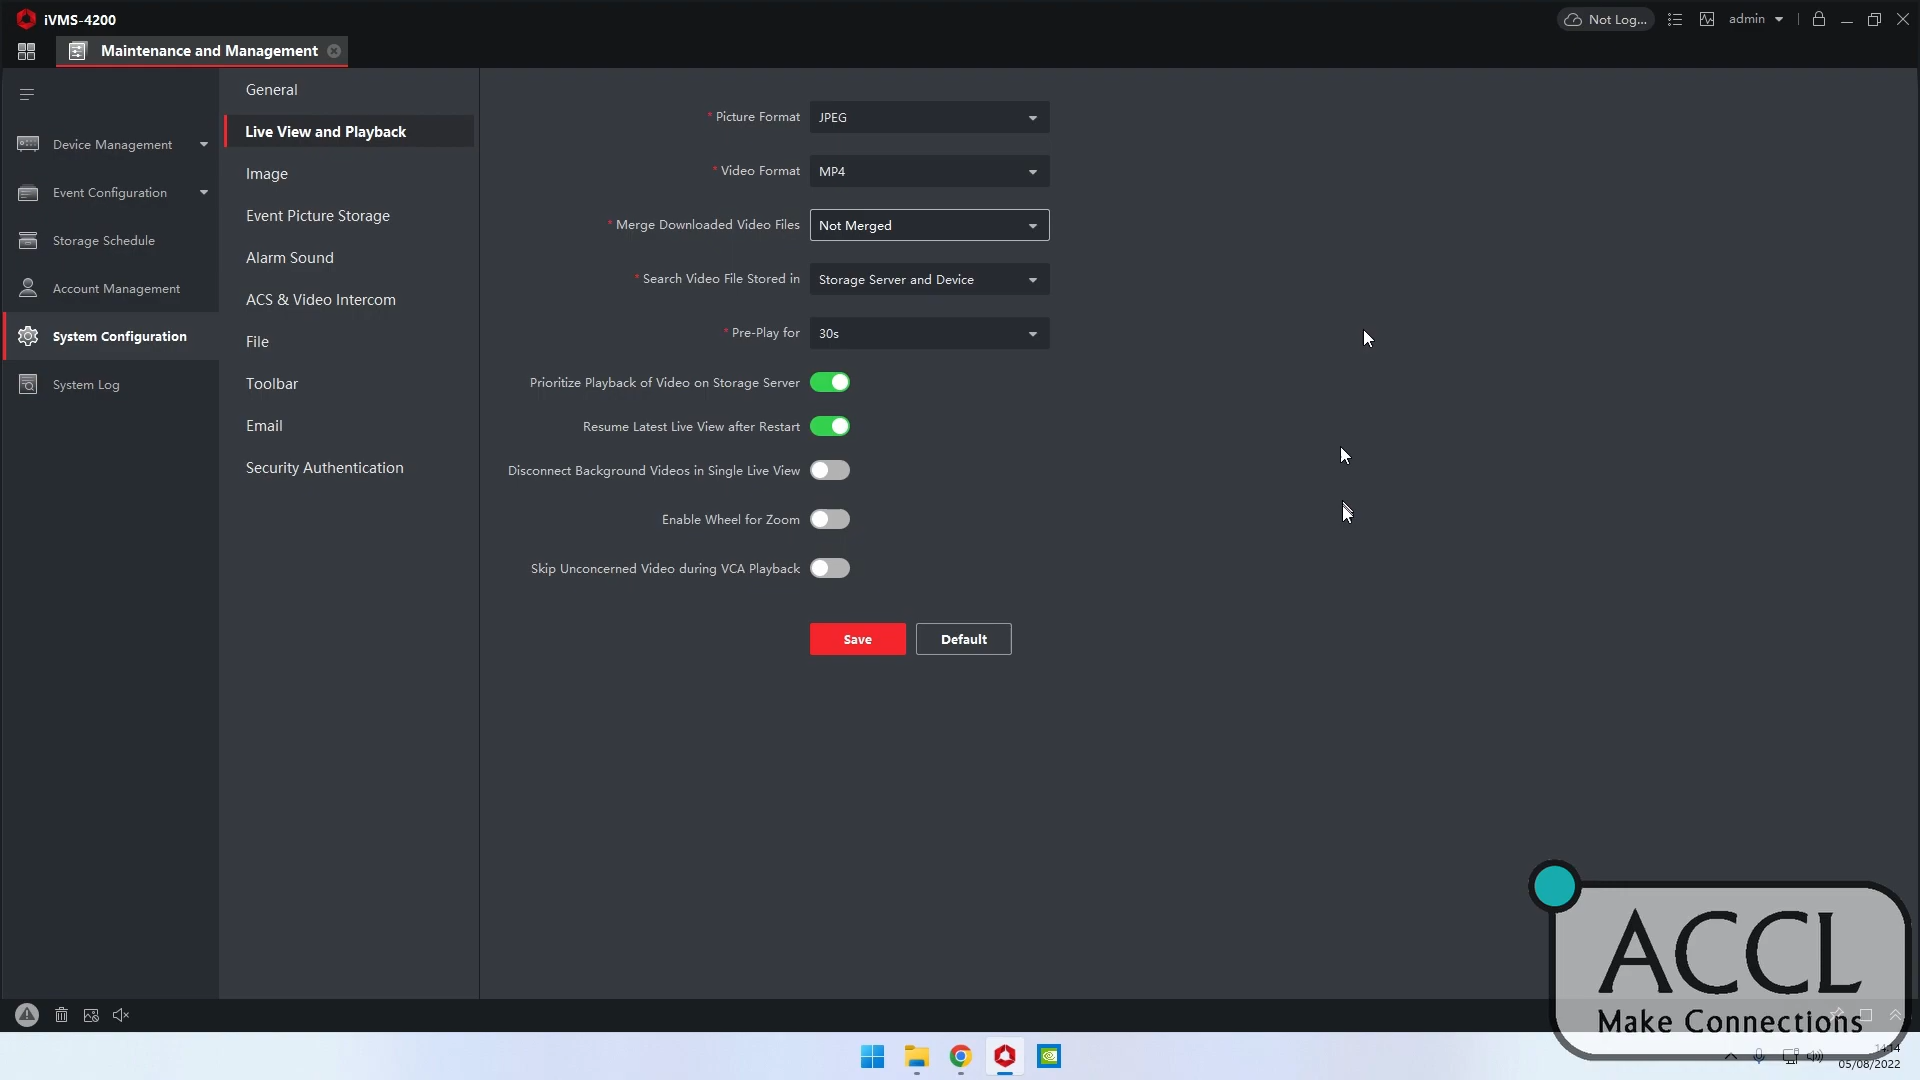 iVMS-4200
Not Log...
admin
Maintenance and Management
Device Management
Event Configuration
Storage Schedule
Account Management
System Configuration
System Log
General
Live View and Playback
Image
Event Picture Storage
Alarm Sound
ACS & Video Intercom
File
Toolbar
Email
Security Authentication
* Picture Format JPEG
* Video Format MP4
* Merge Downloaded Video Files Not Merged
* Search Video File Stored in Storage Server and Device
* Pre-Play for 30s
Prioritize Playback of Video on Storage Server
Resume Latest Live View after Restart
Disconnect Background Videos in Single Live View
Enable Wheel for Zoom
Skip Unconcerned Video during VCA Playback
Save Default
ACCL
Make Connections
14:14
05/08/2022